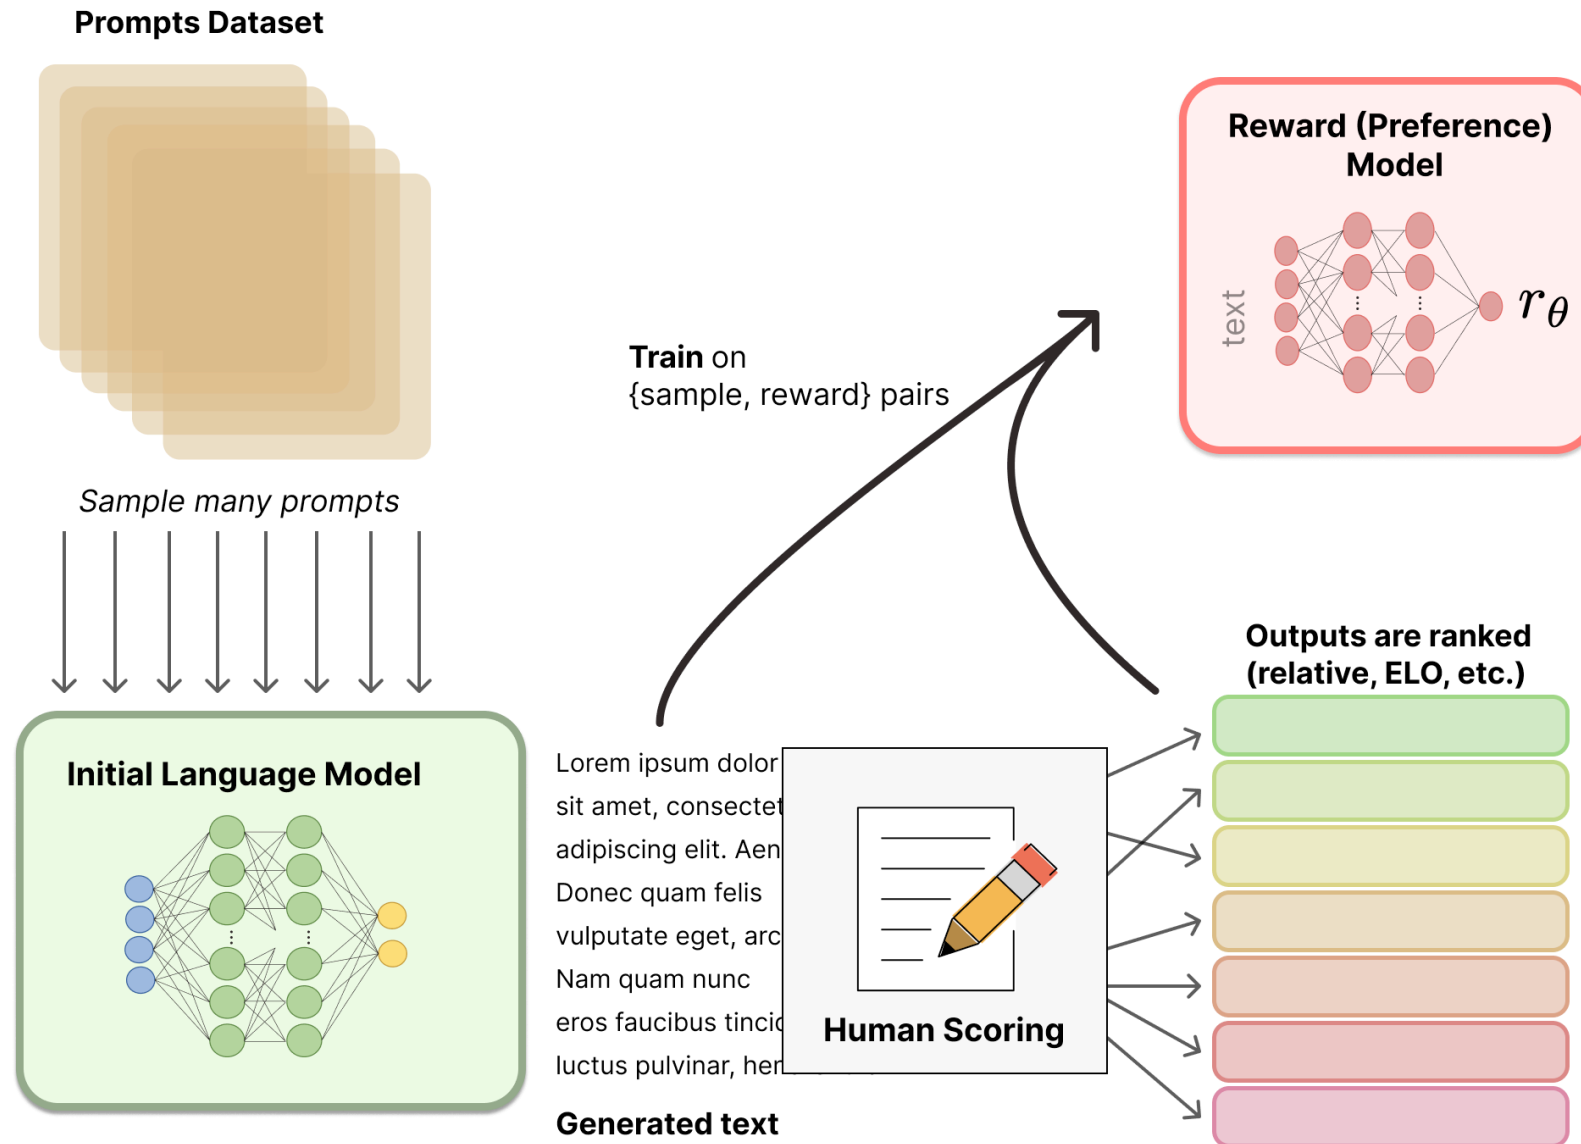 Prompts Dataset
Sample many prompts
Initial Language Model
Train on
{sample, reward} pairs
Reward (Preference)
Model
text
rθ
Lorem ipsum dolor
sit amet, consectet
adipiscing elit. Aen
Donec quam felis
vulputate eget, arc
Nam quam nunc
eros faucibus tincid
luctus pulvinar, her
Generated text
Human Scoring
Outputs are ranked
(relative, ELO, etc.)